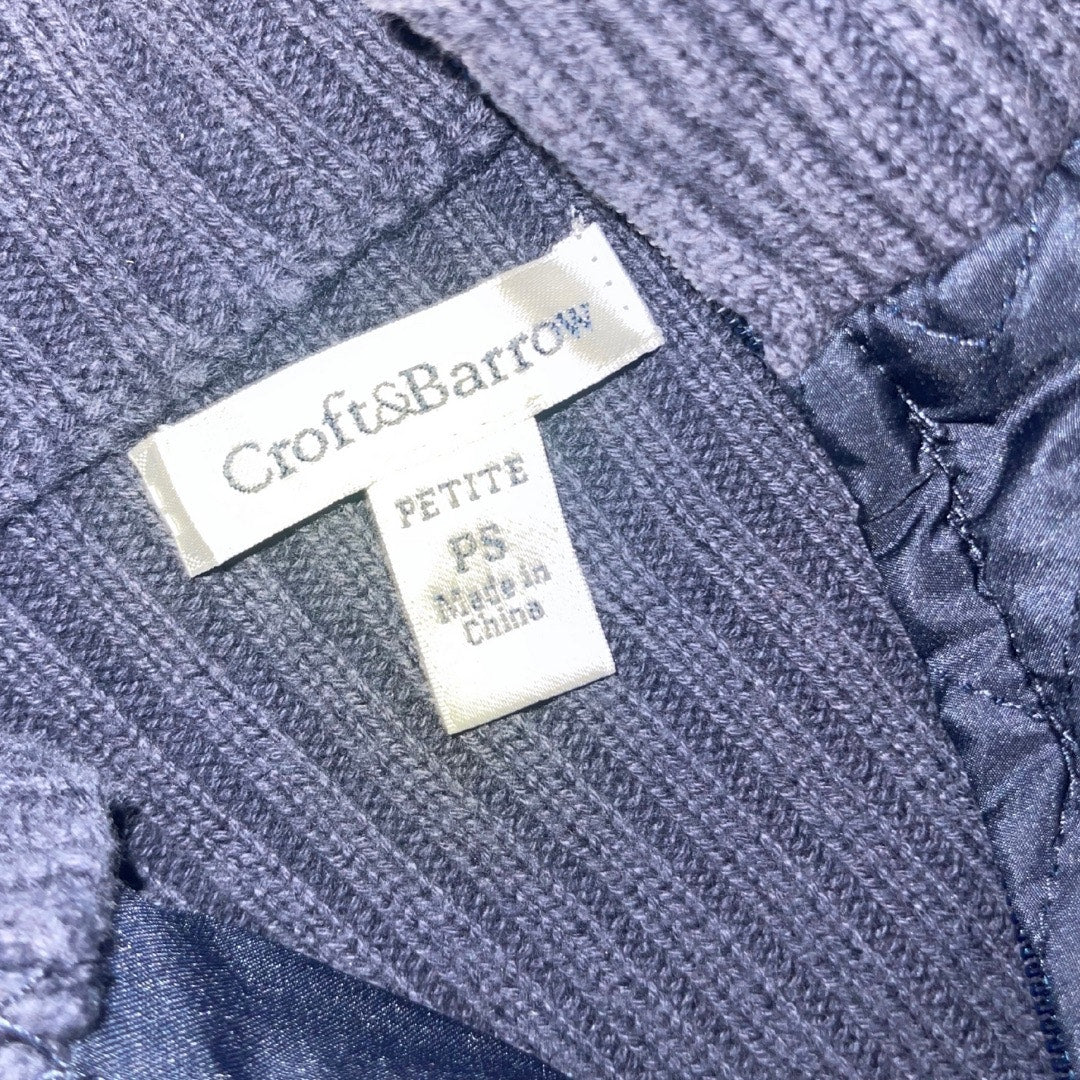 Croft&Barrow
PETITE
PS
Made in
China